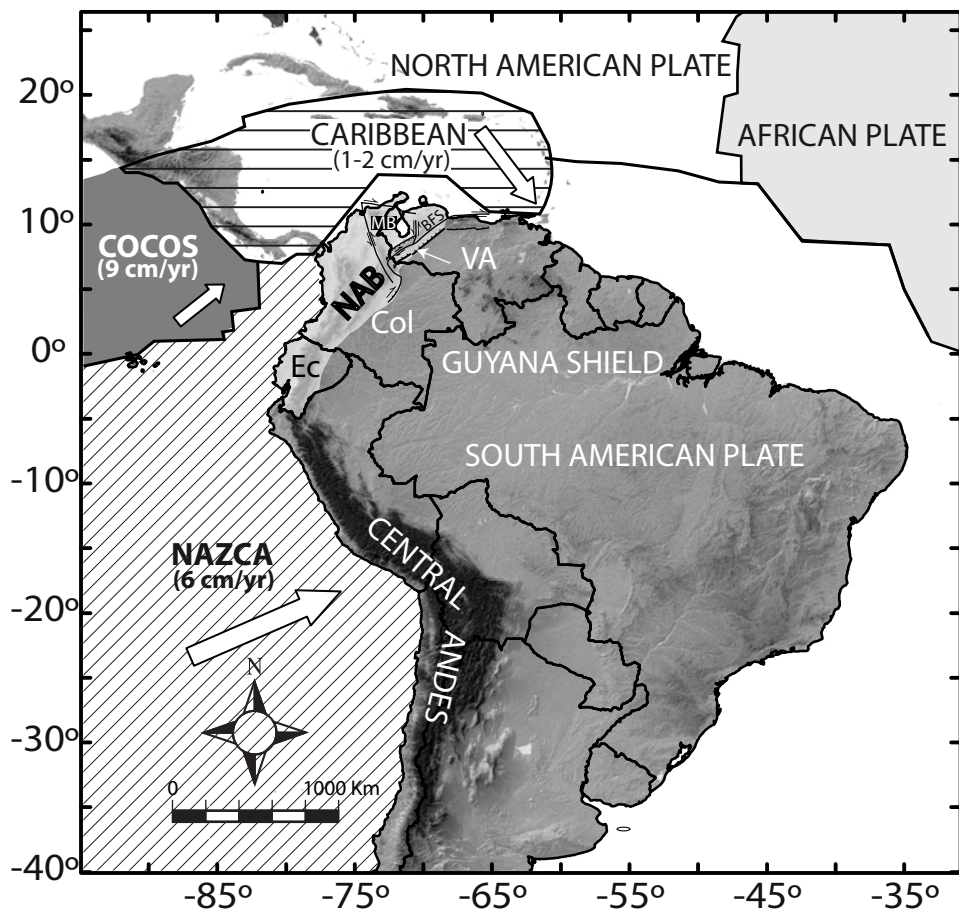 NORTH AMERICAN PLATE
20º
CARIBBEAN
(1-2 cm/yr)
AFRICAN PLATE
10º
MB
BFS
COCOS
(9 cm/yr)
VA
NAB
Col
0º
Ec
GUYANA SHIELD
SOUTH AMERICAN PLATE
-10º
CENTRAL
ANDES
NAZCA
(6 cm/yr)
-20º
N
-30º
0 1000 Km
-40º
-85º -75º -65º -55º -45º -35º